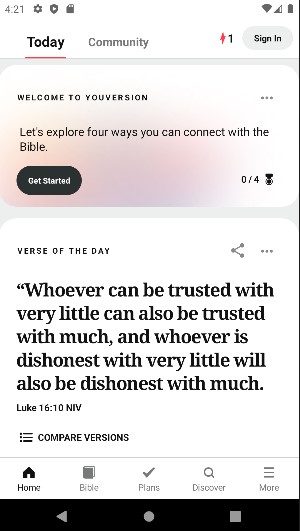 4:21
Today
Community
1
Sign In
WELCOME TO YOUVERSION
Let's explore four ways you can connect with the
Bible.
Get Started
0 / 4
VERSE OF THE DAY
“Whoever can be trusted with
very little can also be trusted
with much, and whoever is
dishonest with very little will
also be dishonest with much.
Luke 16:10 NIV
COMPARE VERSIONS
Home
Bible
Plans
Discover
More